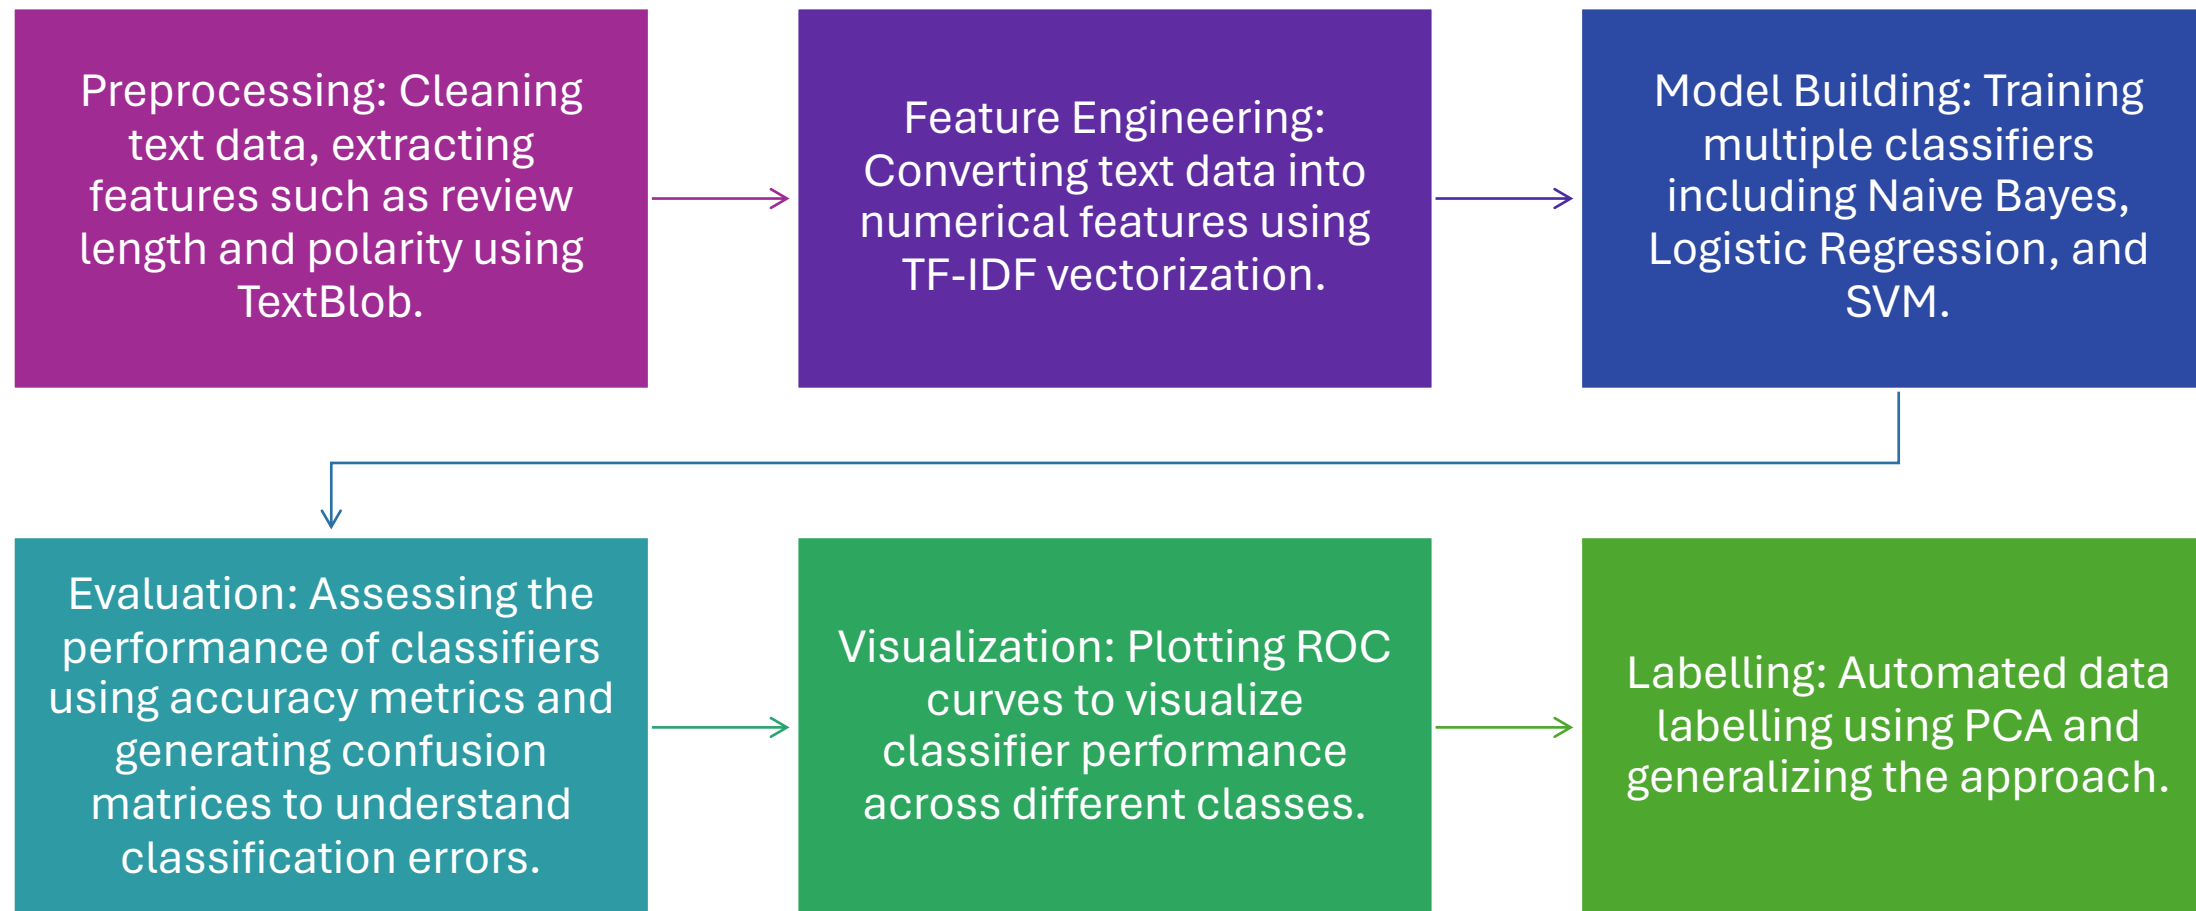 Preprocessing: Cleaning
text data, extracting
features such as review
length and polarity using
TextBlob.
Feature Engineering:
Converting text data into
numerical features using
TF-IDF vectorization.
Model Building: Training
multiple classifiers
including Naive Bayes,
Logistic Regression, and
SVM.
Evaluation: Assessing the
performance of classifiers
using accuracy metrics and
generating confusion
matrices to understand
classification errors.
Visualization: Plotting ROC
curves to visualize
classifier performance
across different classes.
Labelling: Automated data
labelling using PCA and
generalizing the approach.